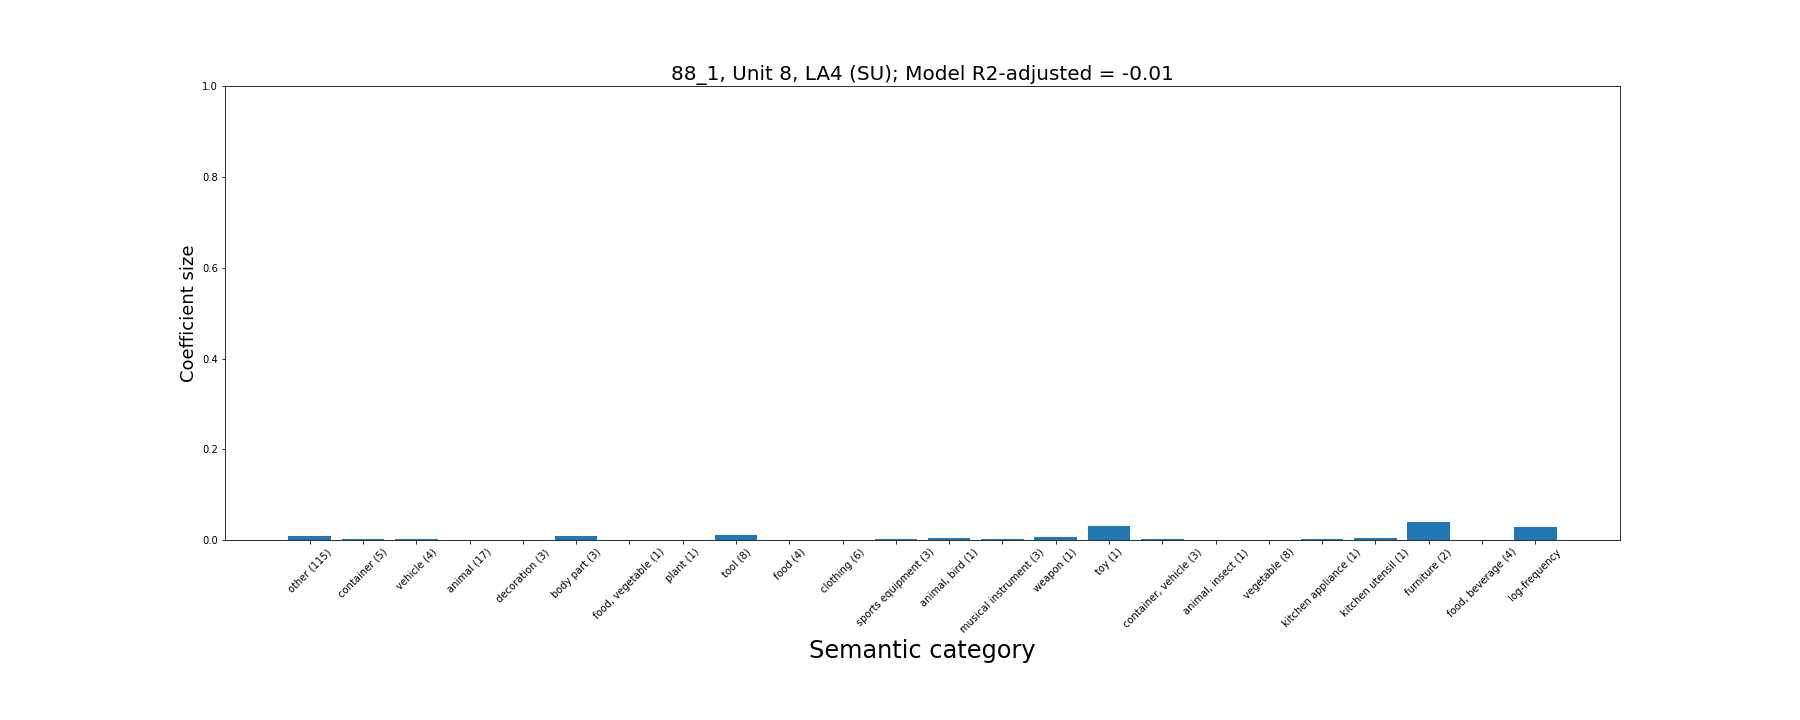 88_1, Unit 8, LA4 (SU); Model R2-adjusted = -0.01
1.0
0.8
0.6
0.4
0.2
0.0
Coefficient size
other (115)
container (5)
vehicle (4)
animal (17)
decoration (3)
body part (3)
food, vegetable (1)
plant (1)
tool (8)
food (4)
clothing (6)
sports equipment (3)
animal, bird (1)
musical instrument (3)
weapon (1)
toy (1)
container, vehicle (3)
animal, insect (1)
vegetable (8)
kitchen appliance (1)
kitchen utensil (1)
furniture (2)
food, beverage (4)
log-frequency
Semantic category